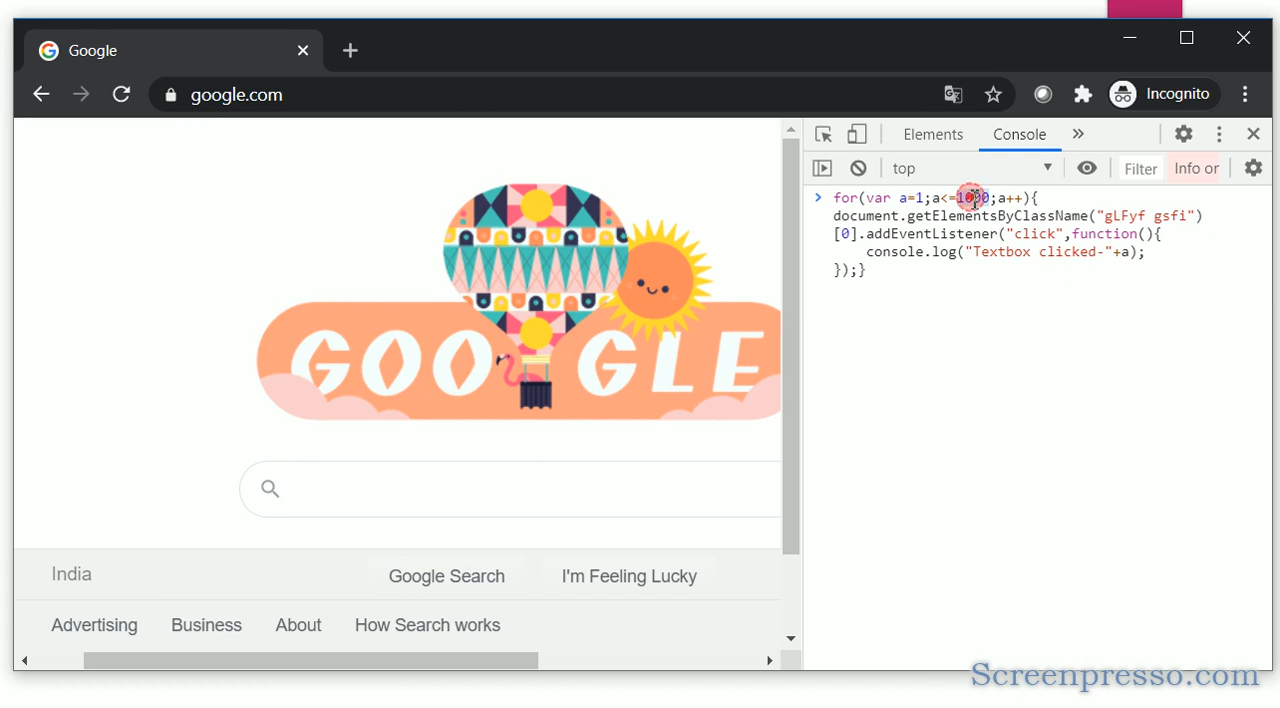 Google
google.com
Incognito
Elements
Console
top
Filter
Info or
for(var a=1;a<=1000;a++){
document.getElementsByClassName("gLFyf gsfi")
[0].addEventListener("click",function(){
console.log("Textbox clicked-"+a);
});}
GOOGLE
India
Google Search
I'm Feeling Lucky
Advertising Business About How Search works
Screenpresso.com